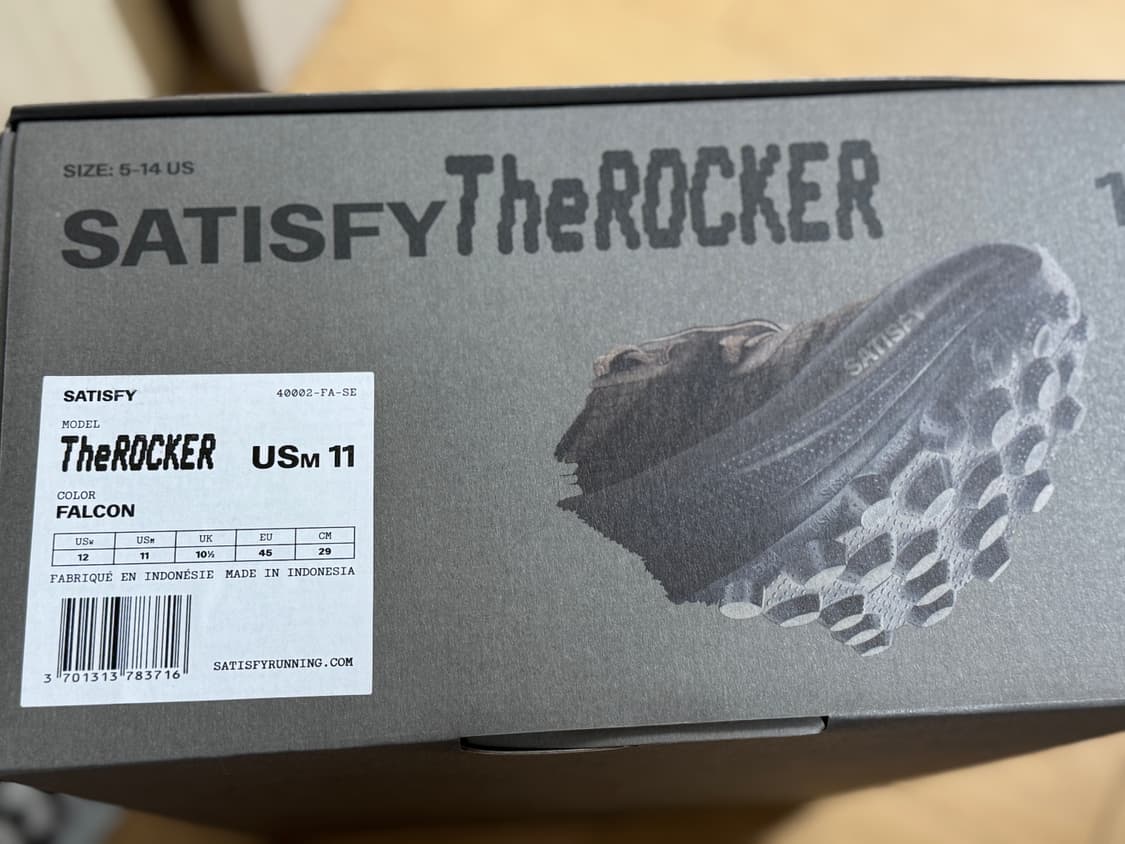 SIZE: 5-14 US
SATISFY TheROCKER
SATISFY
SATISFY
40002-FA-SE
MODEL
TheROCKER
USM 11
COLOR
FALCON
USw USm UK EU CM
12 11 10½ 45 29
FABRIQUÉ EN INDONÉSIE MADE IN INDONESIA
3 701313 783716
SATISFYRUNNING.COM